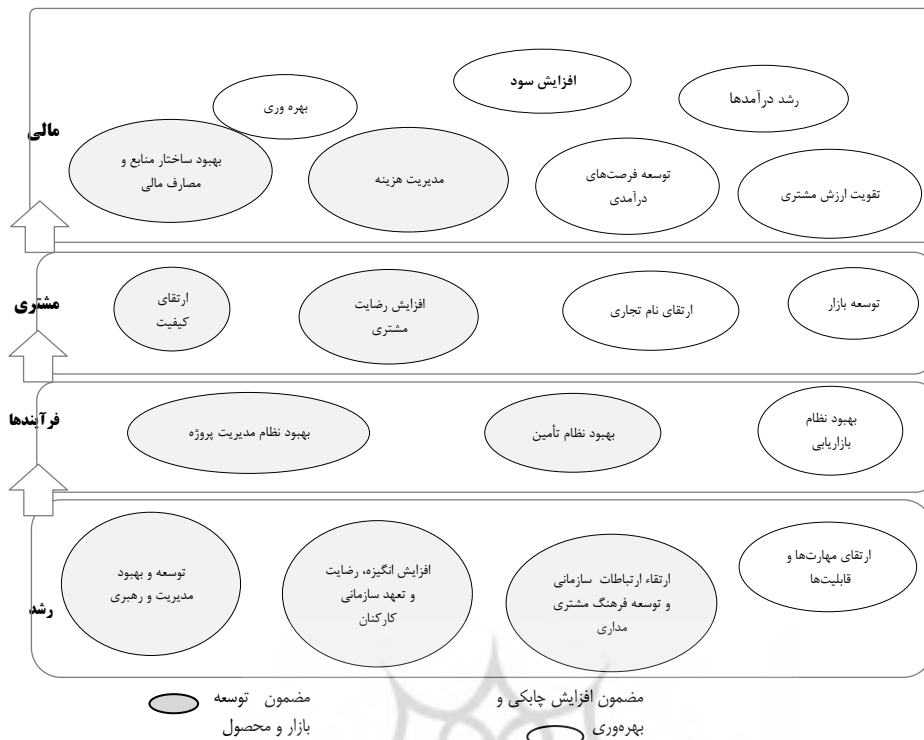 مالی
افزایش سود
رشد درآمدها
بهره وری
بهبود ساختار منابع و
مصارف مالی
مدیریت هزینه
توسعه فرصت‌های
درآمدی
تقویت ارزش مشتری
مشتری
توسعه بازار
ارتقای نام تجاری
افزایش رضایت
مشتری
ارتقای
کیفیت
فرآیندها
بهبود نظام
بازاریابی
بهبود نظام تأمین
بهبود نظام مدیریت پروژه
رشد
ارتقای مهارت‌ها و
قابلیت‌ها
ارتقاء ارتباطات سازمانی
و توسعه فرهنگ مشتری
مداری
افزایش انگیزه، رضایت
و تعهد سازمانی
کارکنان
توسعه و بهبود
مدیریت و رهبری
مضمون افزایش چابکی و
بهره‌وری
مضمون توسعه
بازار و محصول